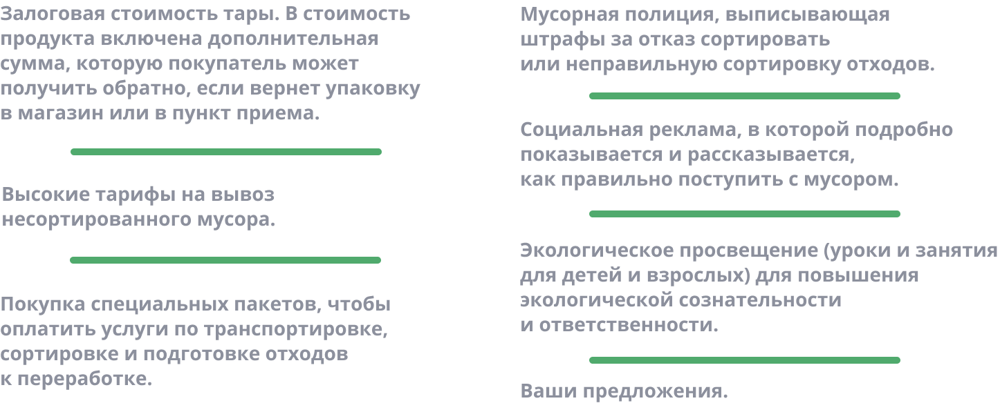 Залоговая стоимость тары. В стоимость
продукта включена дополнительная
сумма, которую покупатель может
получить обратно, если вернет упаковку
в магазин или в пункт приема.
Высокие тарифы на вывоз
несортированного мусора.
Покупка специальных пакетов, чтобы
оплатить услуги по транспортировке,
сортировке и подготовке отходов
к переработке.
Мусорная полиция, выписывающая
штрафы за отказ сортировать
или неправильную сортировку отходов.
Социальная реклама, в которой подробно
показывается и рассказывается,
как правильно поступить с мусором.
Экологическое просвещение (уроки и занятия
для детей и взрослых) для повышения
экологической сознательности
и ответственности.
Ваши предложения.